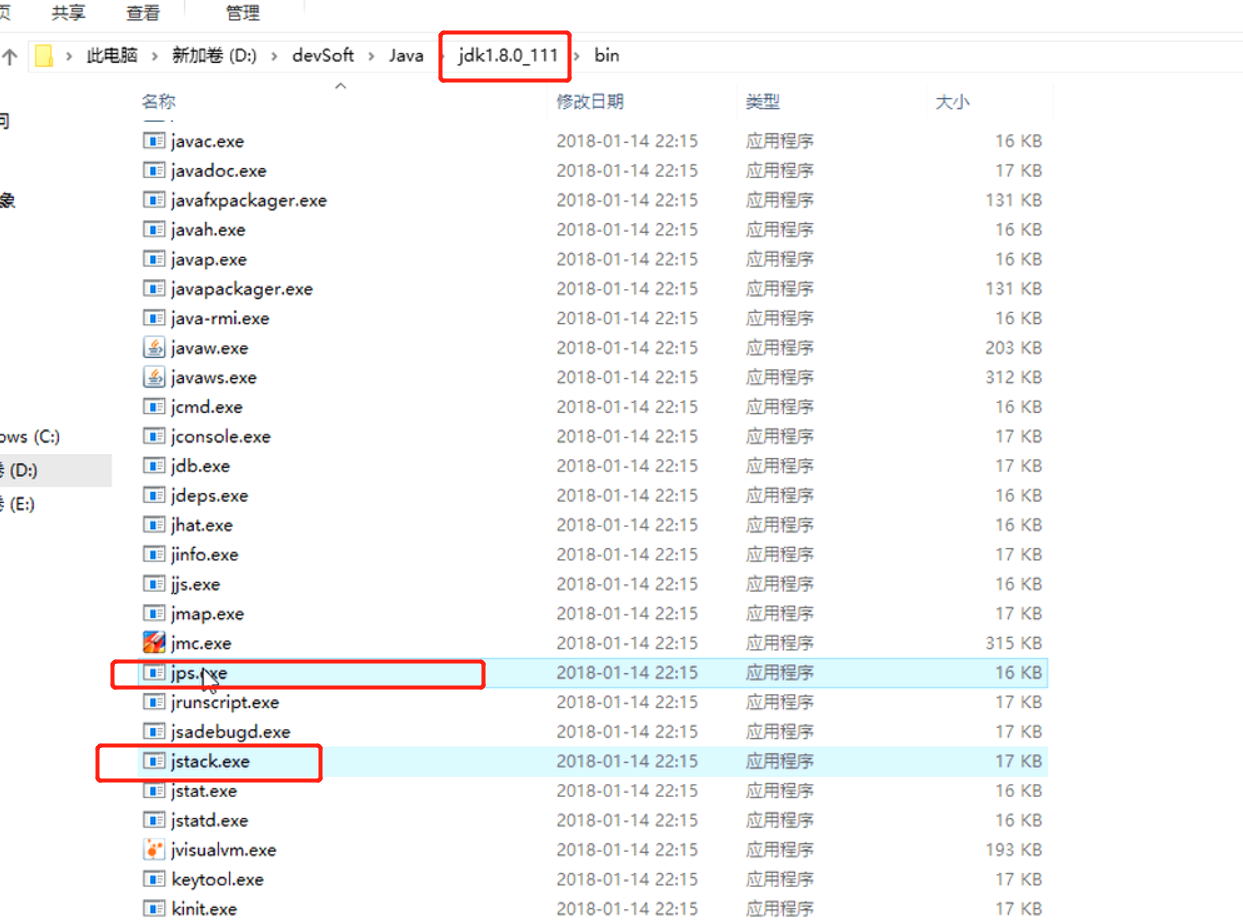 页 共享 查看 管理
此电脑 › 新加卷 (D:) › devSoft › Java › jdk1.8.0_111 › bin
名称 修改日期 类型 大小
问
javac.exe 2018-01-14 22:15 应用程序 16 KB
javadoc.exe 2018-01-14 22:15 应用程序 17 KB
象
javafxpackager.exe 2018-01-14 22:15 应用程序 131 KB
javah.exe 2018-01-14 22:15 应用程序 16 KB
javap.exe 2018-01-14 22:15 应用程序 16 KB
javapackager.exe 2018-01-14 22:15 应用程序 131 KB
java-rmi.exe 2018-01-14 22:15 应用程序 16 KB
javaw.exe 2018-01-14 22:15 应用程序 203 KB
javaws.exe 2018-01-14 22:15 应用程序 312 KB
jcmd.exe 2018-01-14 22:15 应用程序 16 KB
ows (C:)
jconsole.exe 2018-01-14 22:15 应用程序 17 KB
卷 (D:)
jdb.exe 2018-01-14 22:15 应用程序 17 KB
jdeps.exe 2018-01-14 22:15 应用程序 16 KB
卷 (E:)
jhat.exe 2018-01-14 22:15 应用程序 16 KB
jinfo.exe 2018-01-14 22:15 应用程序 17 KB
jjs.exe 2018-01-14 22:15 应用程序 16 KB
jmap.exe 2018-01-14 22:15 应用程序 17 KB
jmc.exe 2018-01-14 22:15 应用程序 315 KB
jps.exe 2018-01-14 22:15 应用程序 16 KB
jrunscript.exe 2018-01-14 22:15 应用程序 17 KB
jsadebugd.exe 2018-01-14 22:15 应用程序 17 KB
jstack.exe 2018-01-14 22:15 应用程序 17 KB
jstat.exe 2018-01-14 22:15 应用程序 16 KB
jstatd.exe 2018-01-14 22:15 应用程序 16 KB
jvisualvm.exe 2018-01-14 22:15 应用程序 193 KB
keytool.exe 2018-01-14 22:15 应用程序 17 KB
kinit.exe 2018-01-14 22:15 应用程序 17 KB